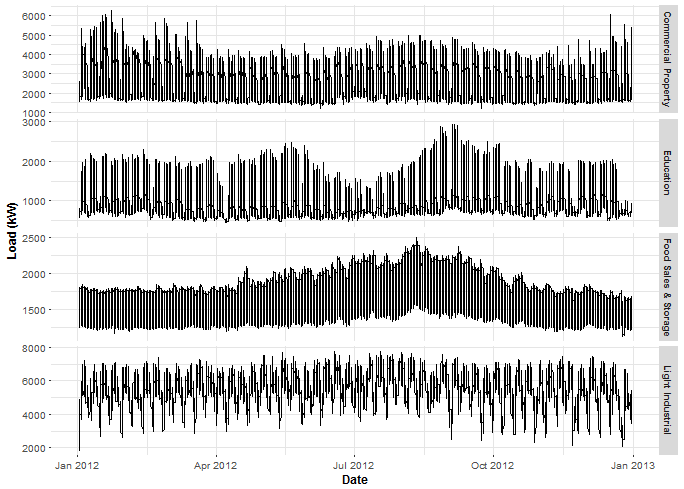 6000
5000
4000
3000
2000
1000
Commercial Property
3000
2000
1000
Education
2500
2000
1500
Food Sales & Storage
8000
6000
4000
2000
Light Industrial
Load (kW)
Jan 2012
Apr 2012
Jul 2012
Oct 2012
Jan 2013
Date